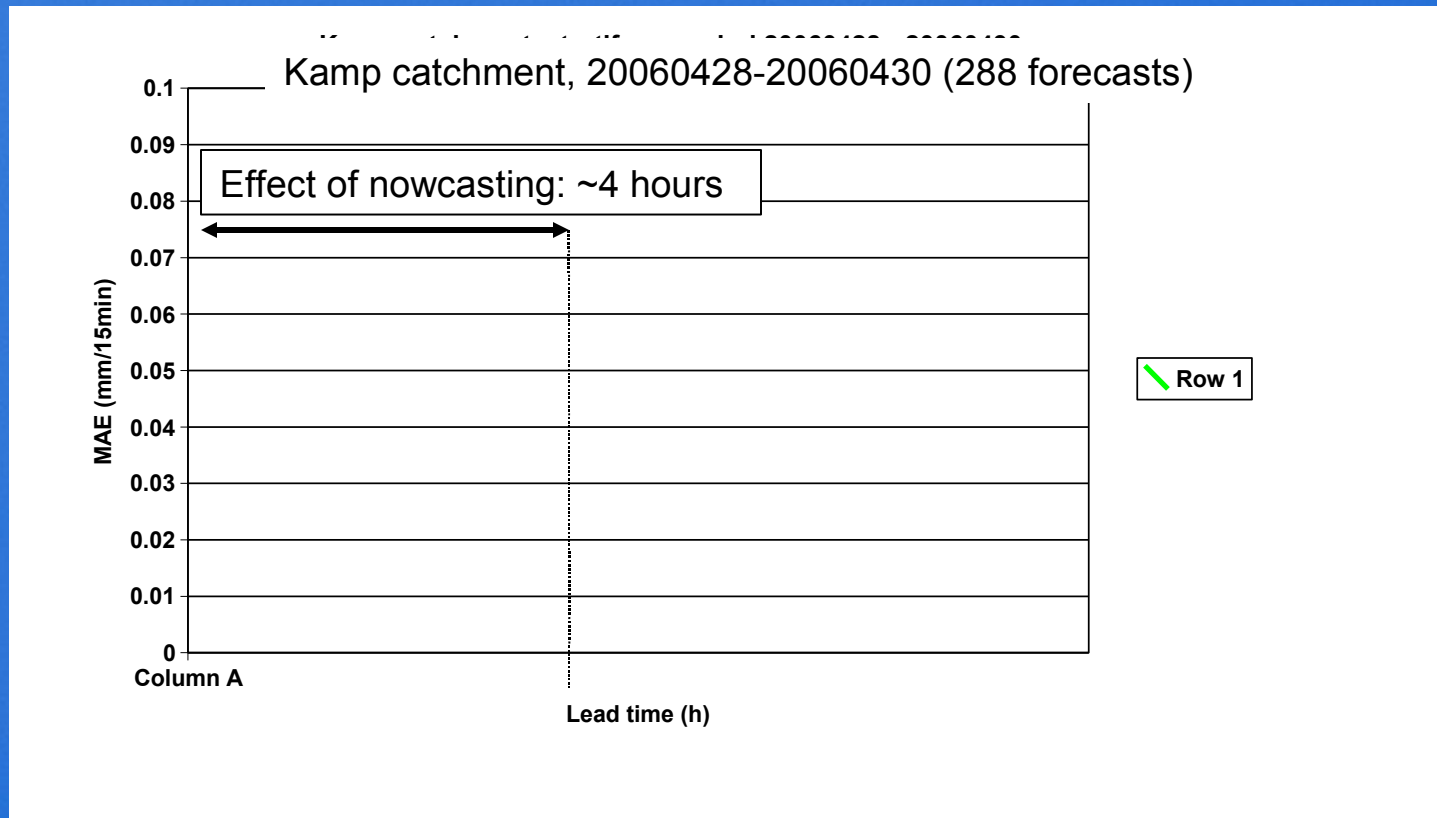 Kamp catchment, 20060428-20060430 (288 forecasts)
0.1
0.09
Effect of nowcasting: ~4 hours
0.08
0.07
0.06
0.05
0.04
0.03
0.02
0.01
0
MAE (mm/15min)
Row 1
Column A
Lead time (h)